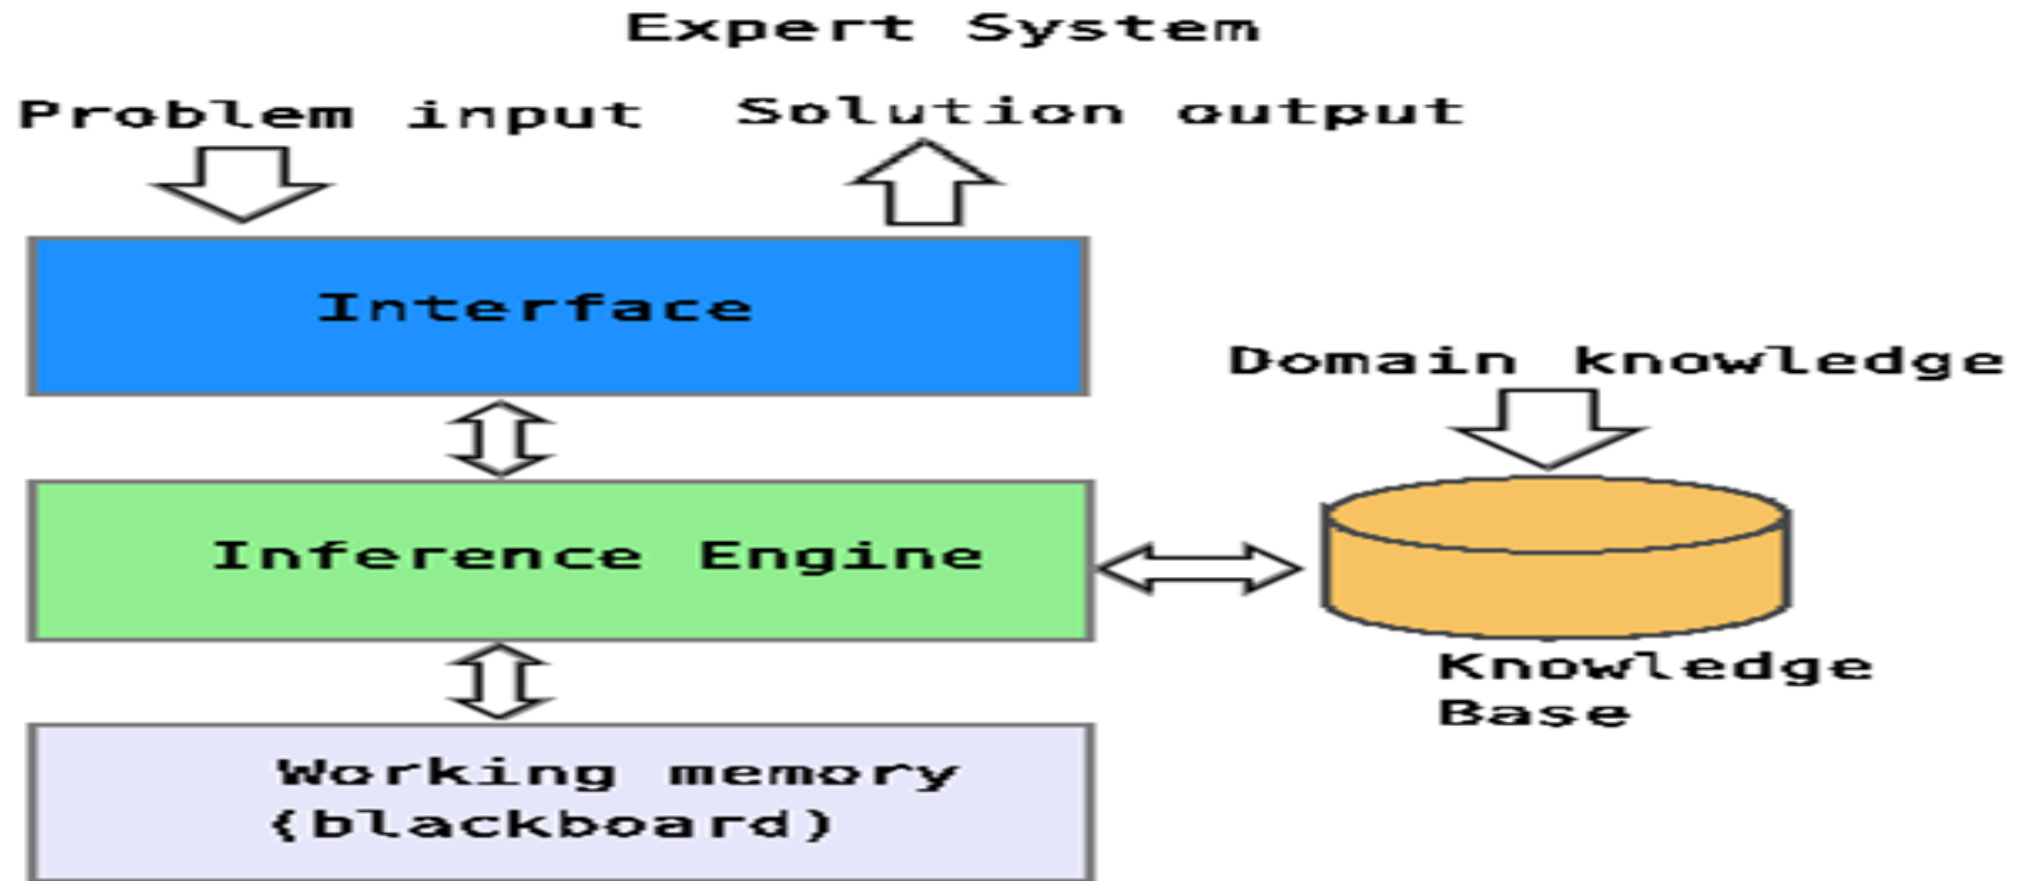 Expert System
Problem input
Solution output
Interface
Domain knowledge
Inference Engine
Knowledge
Base
Working memory
(blackboard)